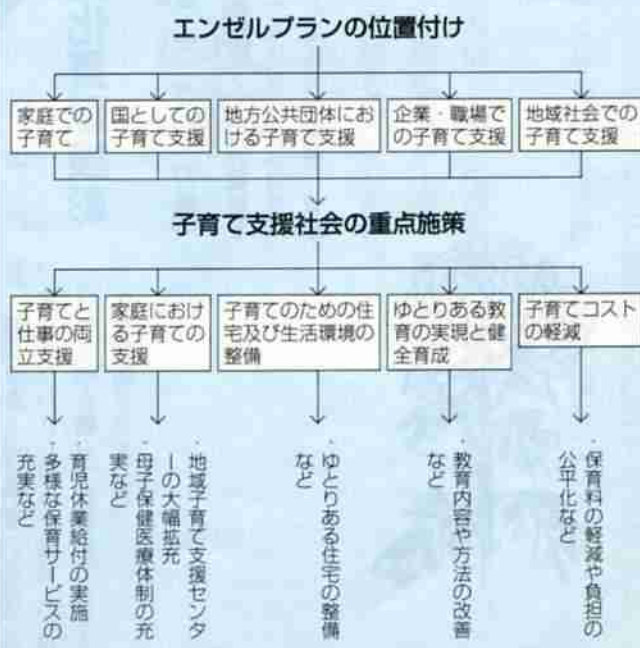 エンゼルプランの位置付け
家庭での
子育て
国としての
子育て支援
地方公共団体にお
ける子育て支援
企業・職場で
の子育て支援
地域社会での
子育て支援
子育て支援社会の重点施策
子育てと
仕事の両
立支援
家庭におけ
る子育ての
支援
子育てのための住
宅及び生活環境の
整備
ゆとりある教
育の実現と健
全育成
子育てコスト
の軽減
・育児休業給付の実施
・多様な保育サービスの
充実など
・地域子育て支援センタ
ーの大幅拡充
・母子保健医療体制の充
実など
・ゆとりある住宅の整備
など
・教育内容や方法の改善
など
・保育料の軽減や負担の
公平化など